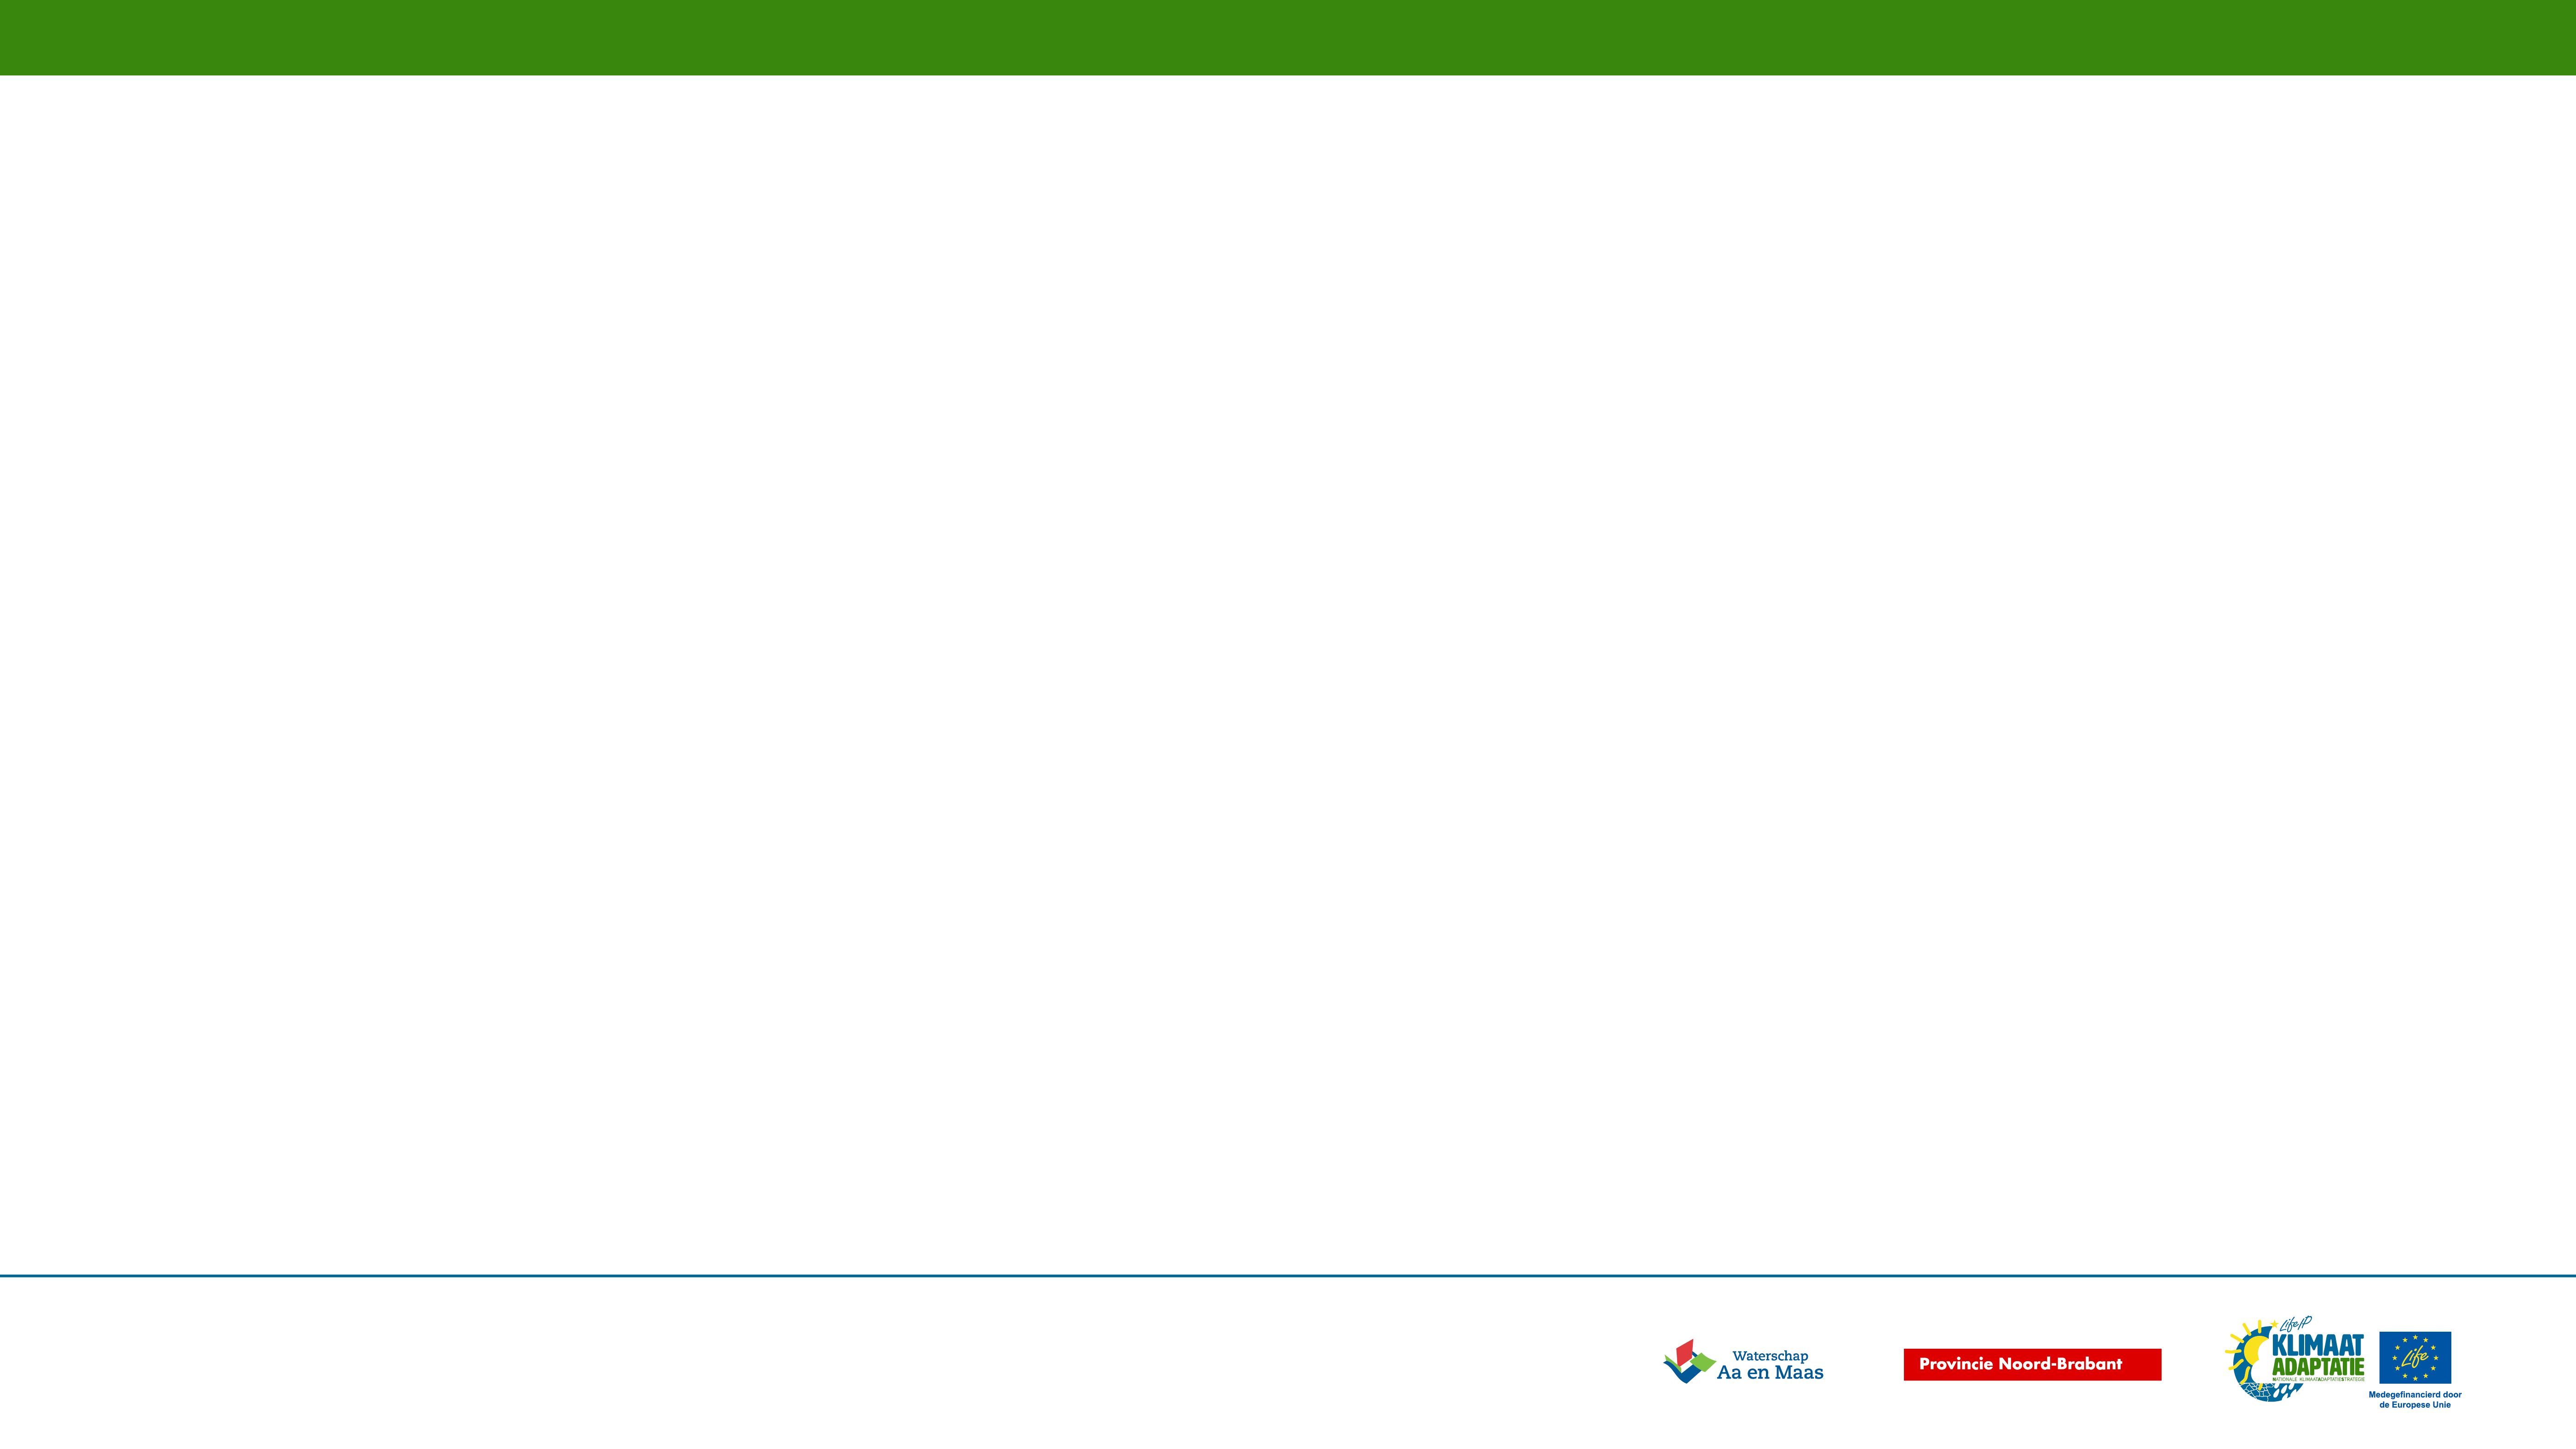 Waterschap
Aa en Maas
Provincie Noord-Brabant
Life IP
KLIMAAT
ADAPTATIE
NATIONALE KLIMAATADAPTATIESTRATEGIE
Life
Medegefinancierd door
de Europese Unie